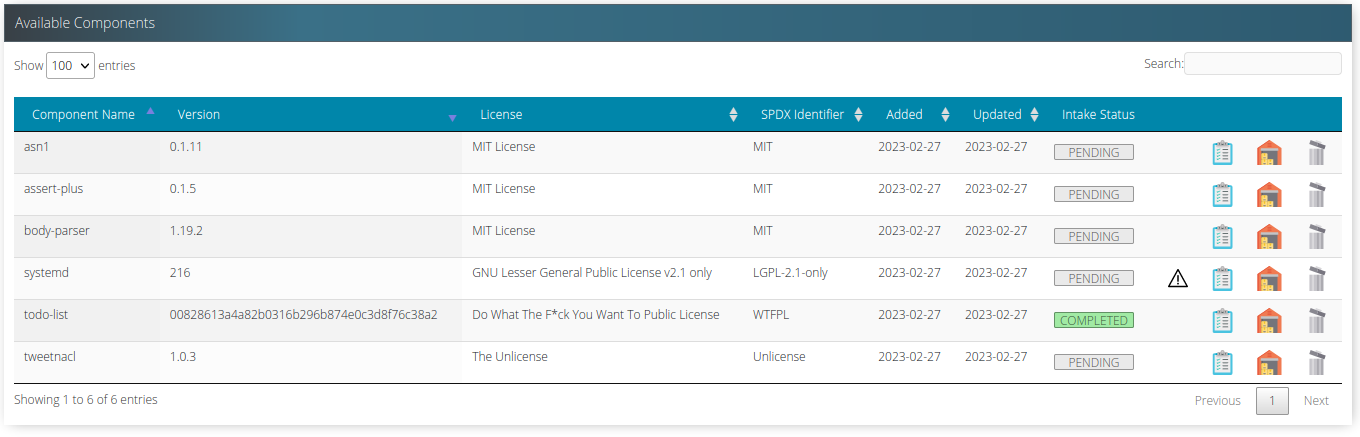 Available Components
Show 100 entries Search:
Component Name Version License SPDX Identifier Added Updated Intake Status
asn1 0.1.11 MIT License MIT 2023-02-27 2023-02-27 PENDING
assert-plus 0.1.5 MIT License MIT 2023-02-27 2023-02-27 PENDING
body-parser 1.19.2 MIT License MIT 2023-02-27 2023-02-27 PENDING
systemd 216 GNU Lesser General Public License v2.1 only LGPL-2.1-only 2023-02-27 2023-02-27 PENDING
todo-list 00828613a4a82b0316b296b874e0c3d8f76c38a2 Do What The F*ck You Want To Public License WTFPL 2023-02-27 2023-02-27 COMPLETED
tweetnacl 1.0.3 The Unlicense Unlicense 2023-02-27 2023-02-27 PENDING
Showing 1 to 6 of 6 entries Previous 1 Next